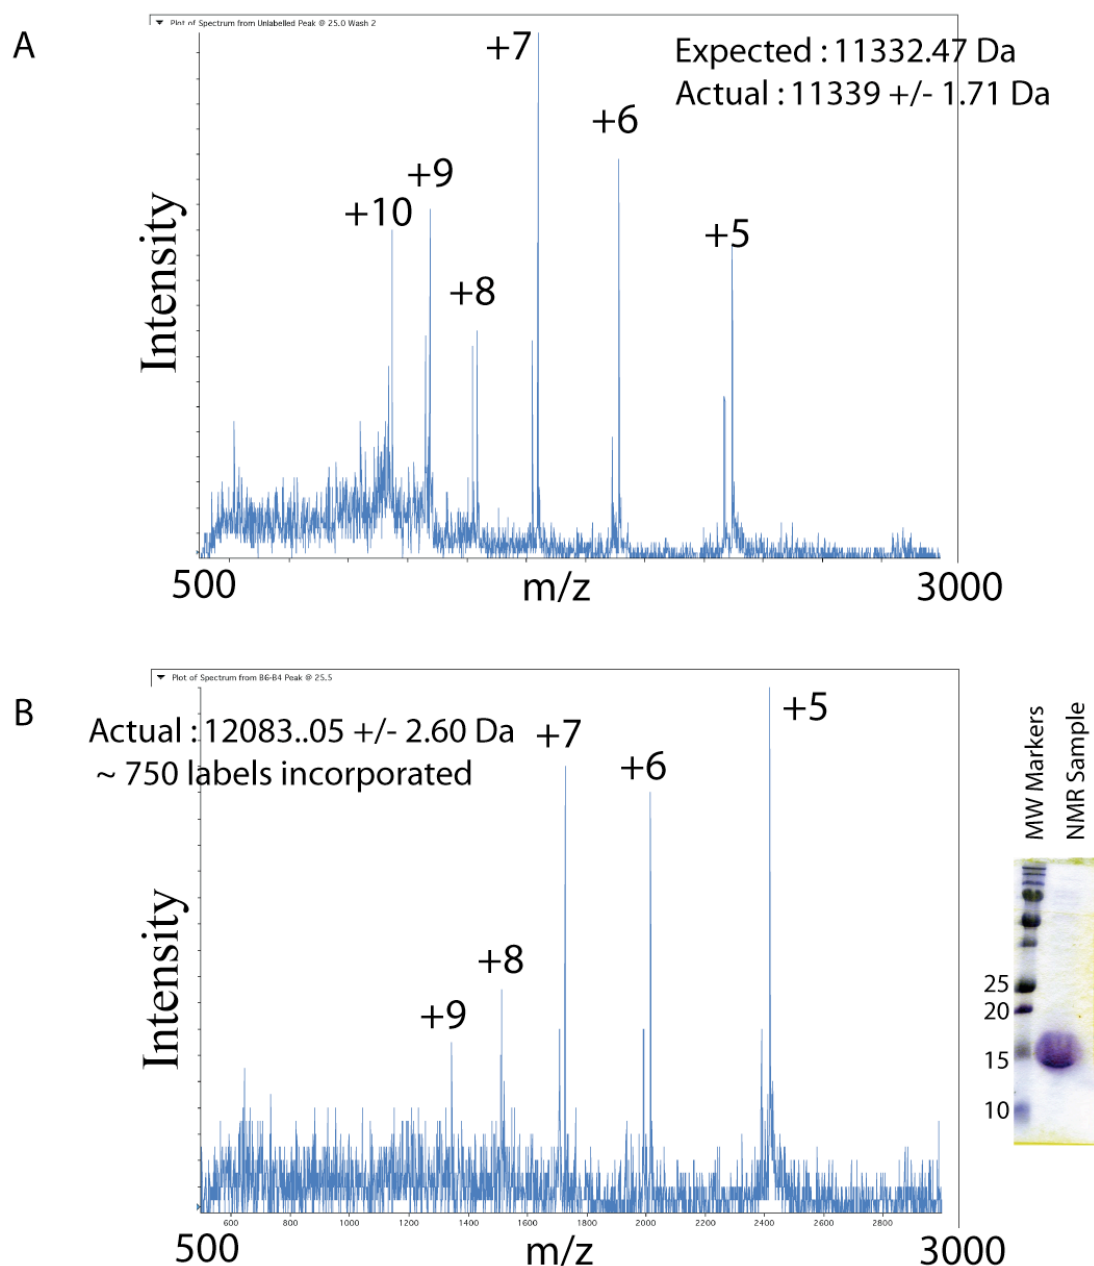 A
Plot of Spectrum from Unlabelled Peak @ 25.0 Wash 2
Expected : 11332.47 Da
Actual : 11339 +/- 1.71 Da
+10
+9
+8
+7
+6
+5
Intensity
500
m/z
3000
B
Plot of Spectrum from B6-B4 Peak @ 25.5
Actual : 12083..05 +/- 2.60 Da
~ 750 labels incorporated
+9
+8
+7
+6
+5
Intensity
600 800 1000 1200 1400 1600 1800 2000 2200 2400 2600 2800
500
m/z
3000
MW Markers
NMR Sample
25
20
15
10